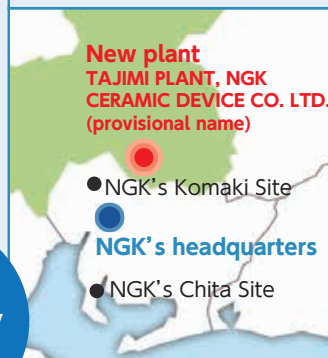 New plant
TAJIMI PLANT, NGK
CERAMIC DEVICE CO. LTD.
(provisional name)
NGK's Komaki Site
NGK's headquarters
NGK's Chita Site